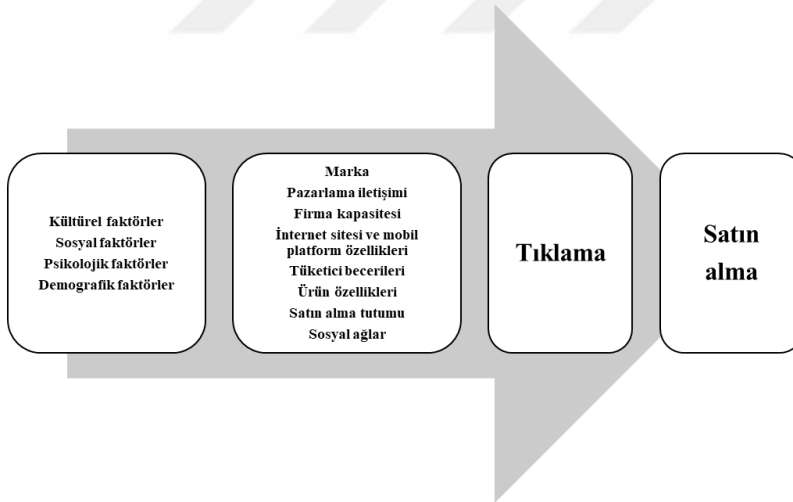 Kültürel faktörler
Sosyal faktörler
Psikolojik faktörler
Demografik faktörler
Marka
Pazarlama iletişimi
Firma kapasitesi
İnternet sitesi ve mobil
platform özellikleri
Tüketici becerileri
Ürün özellikleri
Satın alma tutumu
Sosyal ağlar
Tıklama
Satın
alma